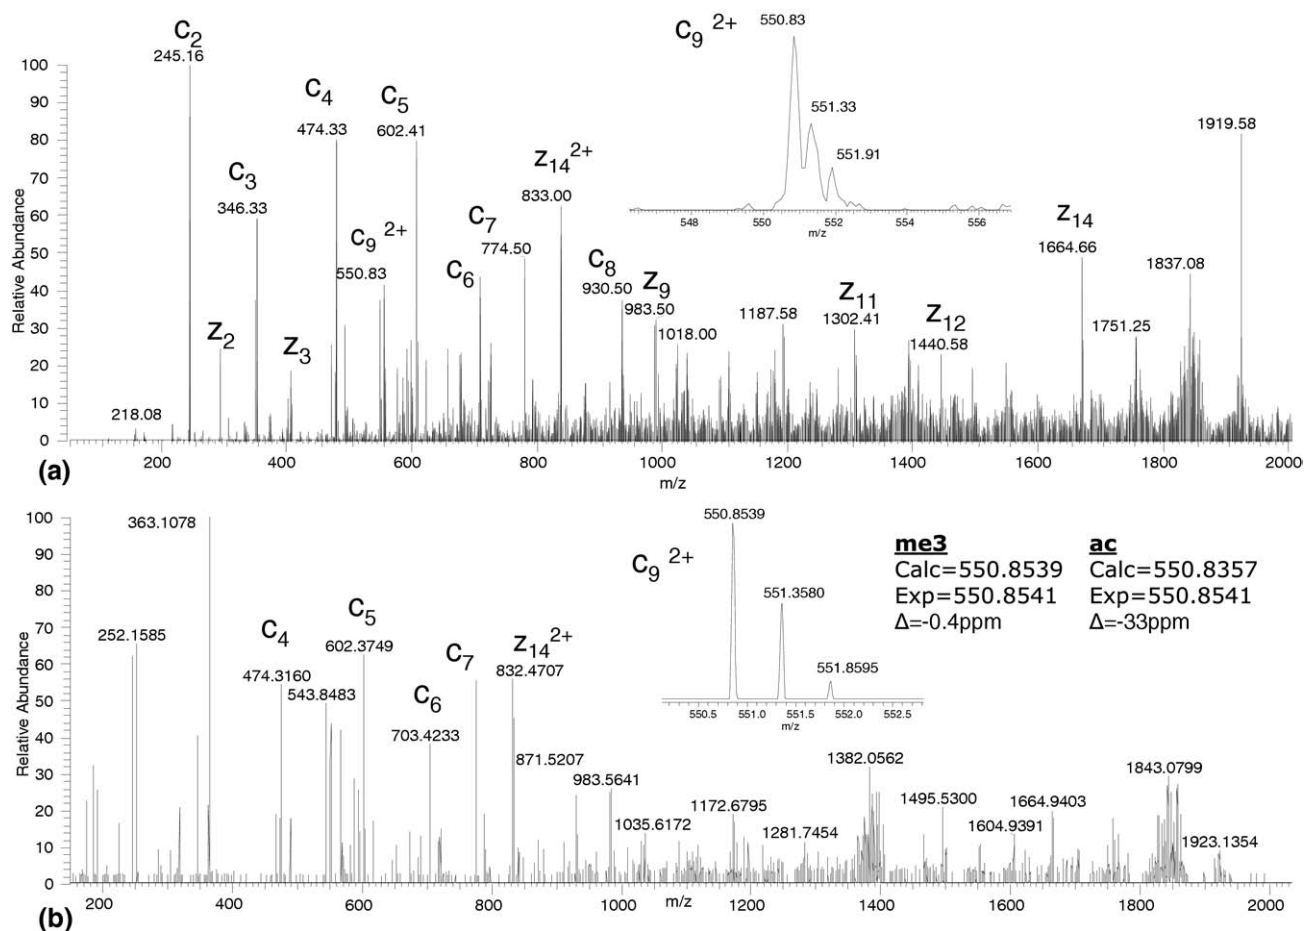 C2
245.16
C4
474.33
C5
602.41
C3
346.33
z14 2+
833.00
C7
774.50
C9 2+
550.83
C6
C8
930.50
z9
983.50
1018.00
z2
z3
218.08
1187.58
z11
1302.41
z12
1440.58
z14
1664.66
1751.25
1837.08
1919.58
C9 2+
550.83
551.33
551.91
548 550 552 554 556
m/z
Relative Abundance
100
90
80
70
60
50
40
30
20
10
0
200 400 600 800 1000 1200 1400 1600 1800 2000
m/z
(a)
363.1078
252.1585
C4
474.3160
543.8483
C5
602.3749
C6
703.4233
C7
z14 2+
832.4707
871.5207
983.5641
1035.6172
1172.6795
1281.7454
1382.0562
1495.5300
1604.9391
1664.9403
1843.0799
1923.1354
C9 2+
550.8539
551.3580
551.8595
550.5 551.0 551.5 552.0 552.5
m/z
me3
Calc=550.8539
Exp=550.8541
Δ=-0.4ppm
ac
Calc=550.8357
Exp=550.8541
Δ=-33ppm
Relative Abundance
100
90
80
70
60
50
40
30
20
10
0
200 400 600 800 1000 1200 1400 1600 1800 2000
m/z
(b)